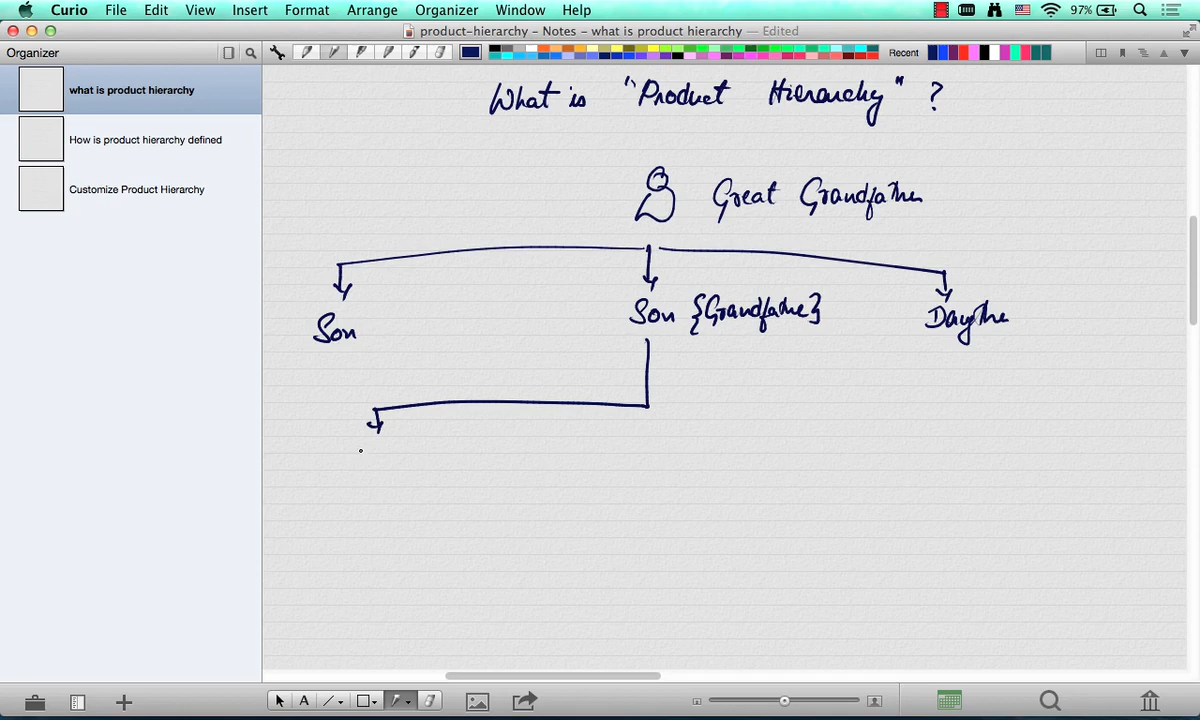 Curio File Edit View Insert Format Arrange Organizer Window Help 97%
product-hierarchy – Notes – what is product hierarchy — Edited
Organizer
Recent
what is product hierarchy
How is product hierarchy defined
Customize Product Hierarchy
What is "Product Hierarchy" ?
Great Grandfather
Son
Son {Grandfathe}
Daugthe
A